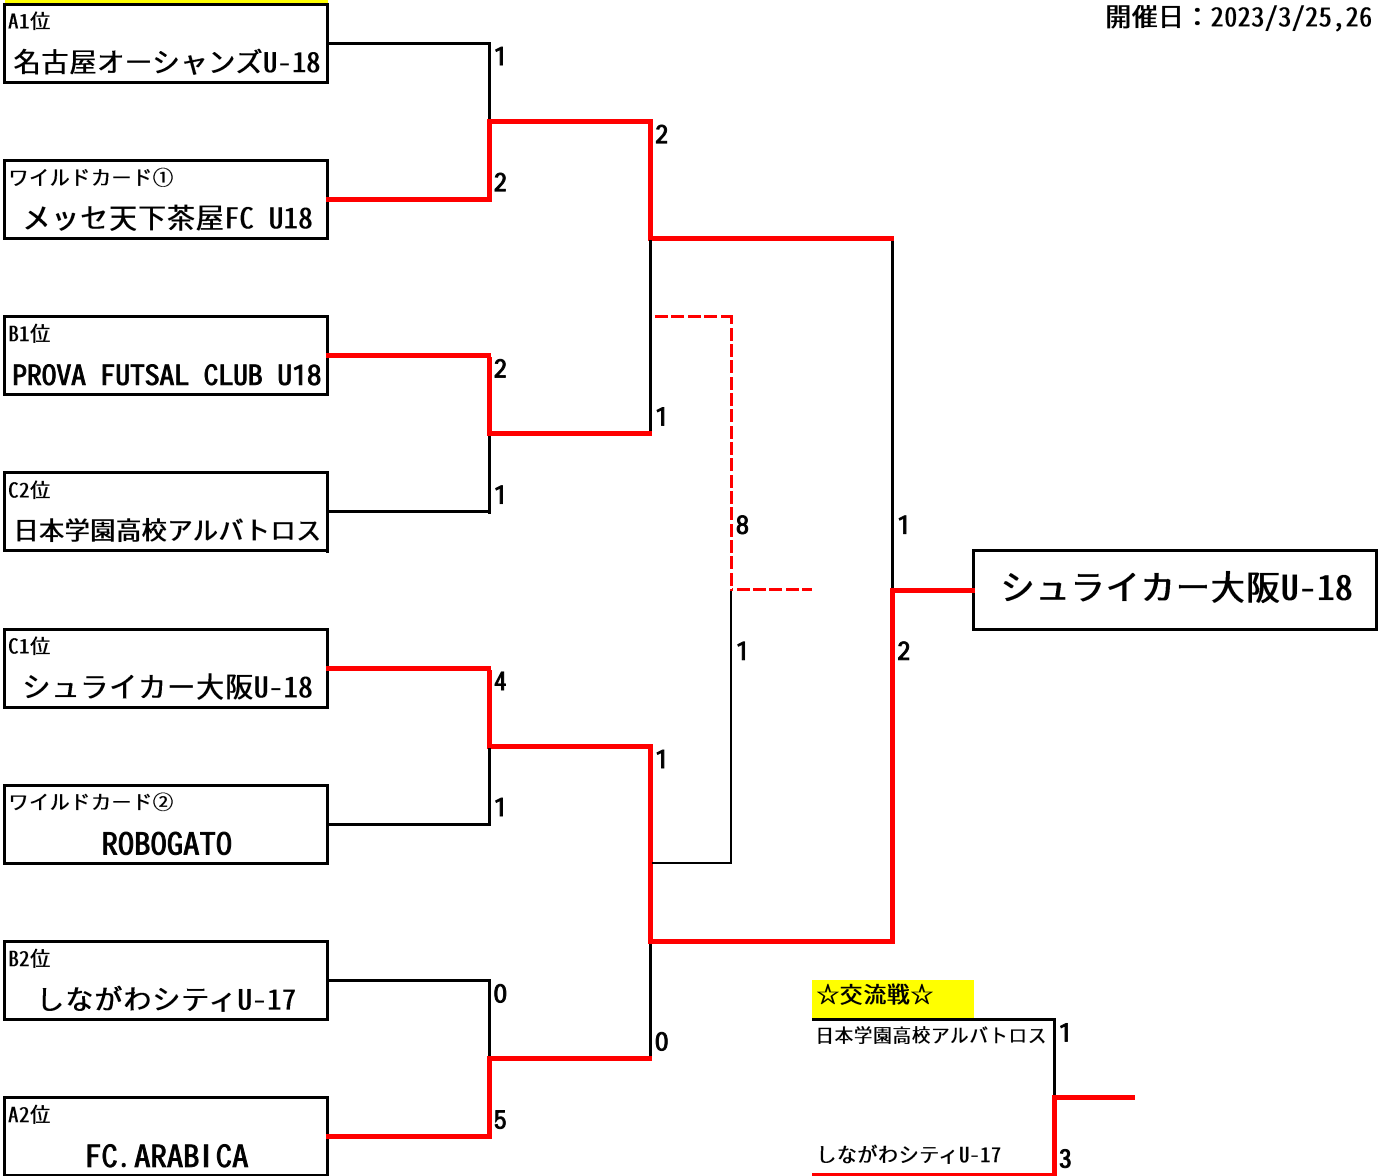 開催日：2023/3/25,26
A1位
名古屋オーシャンズU-18
1
2
ワイルドカード①
2
メッセ天下茶屋FC U18
B1位
2
PROVA FUTSAL CLUB U18
1
C2位
1
日本学園高校アルバトロス
8
1
シュライカー大阪U-18
C1位
1
2
シュライカー大阪U-18
4
1
ワイルドカード②
1
ROBOGATO
B2位
しながわシティU-17
0
☆交流戦☆
日本学園高校アルバトロス
1
0
A2位
5
FC.ARABICA
しながわシティU-17
3